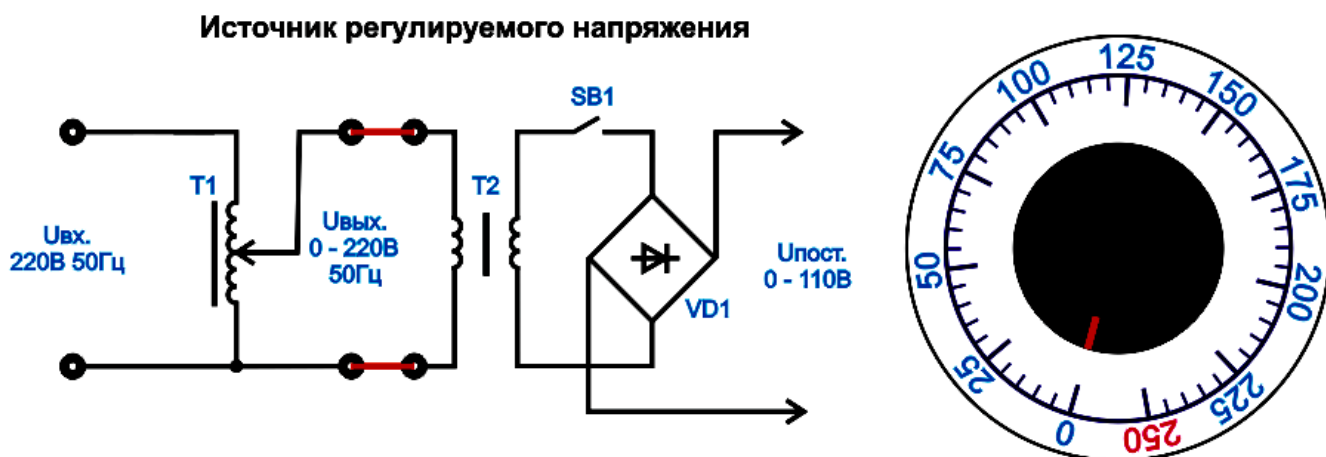 Источник регулируемого напряжения
SB1
T1
T2
Uвх.
220В 50Гц
Uвых.
0 - 220В
50Гц
Uпост.
0 - 110В
VD1
0
25
50
75
100
125
150
175
200
225
250